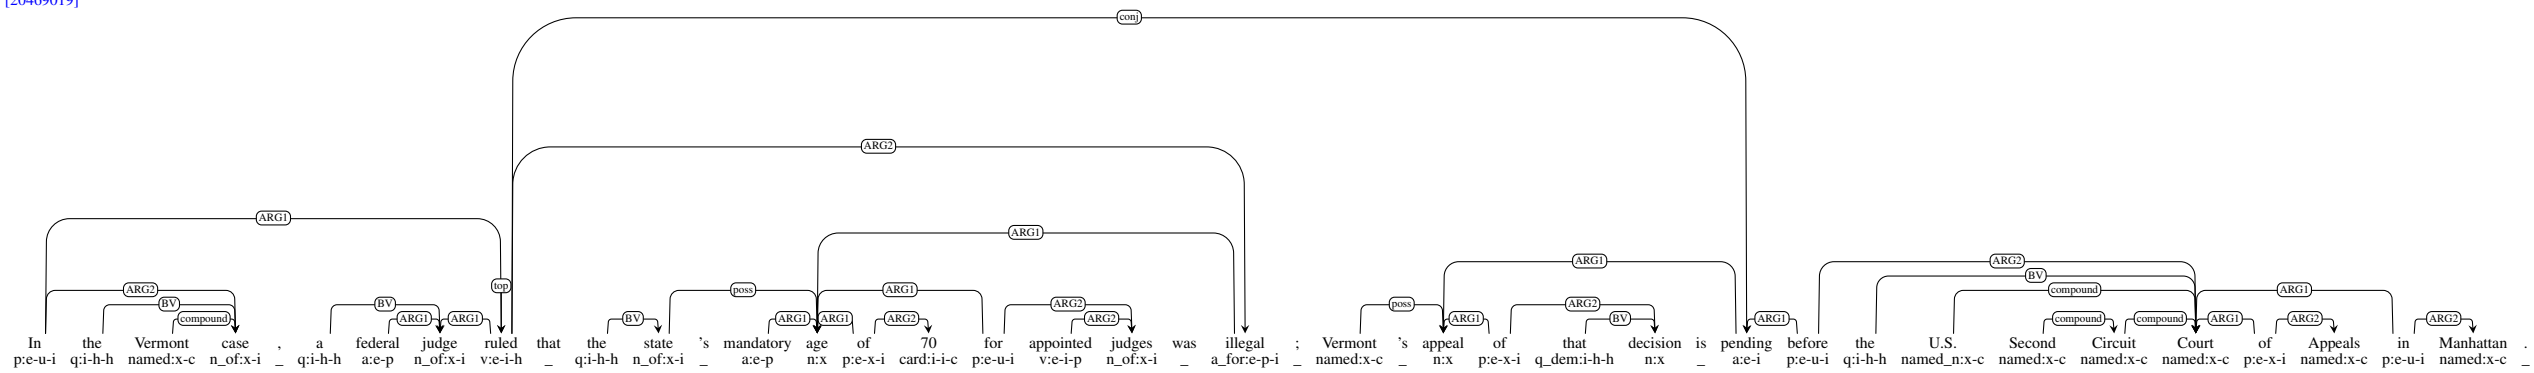 [20469019]
conj
ARG2
ARG1 ARG1
ARG1 ARG2
top BV
ARG2 poss ARG1 compound ARG1
BV BV ARG2 poss ARG2
compound ARG1 ARG1 BV ARG1 ARG1 ARG2 ARG2 ARG1 BV ARG1 compound compound ARG1 ARG2 ARG2
In the Vermont case , a federal judge ruled that the state 's mandatory age of 70 for appointed judges was illegal ; Vermont 's appeal of that decision is pending before the U.S. Second Circuit Court of Appeals in Manhattan .
p:e-u-i q:i-h-h named:x-c n_of:x-i _ q:i-h-h a:e-p n_of:x-i v:e-i-h _ q:i-h-h n_of:x-i _ a:e-p n:x p:e-x-i card:i-i-c p:e-u-i v:e-i-p n_of:x-i _ a_for:e-p-i _ named:x-c _ n:x p:e-x-i q_dem:i-h-h n:x _ a:e-i p:e-u-i q:i-h-h named_n:x-c named:x-c named:x-c named:x-c p:e-x-i named:x-c p:e-u-i named:x-c _